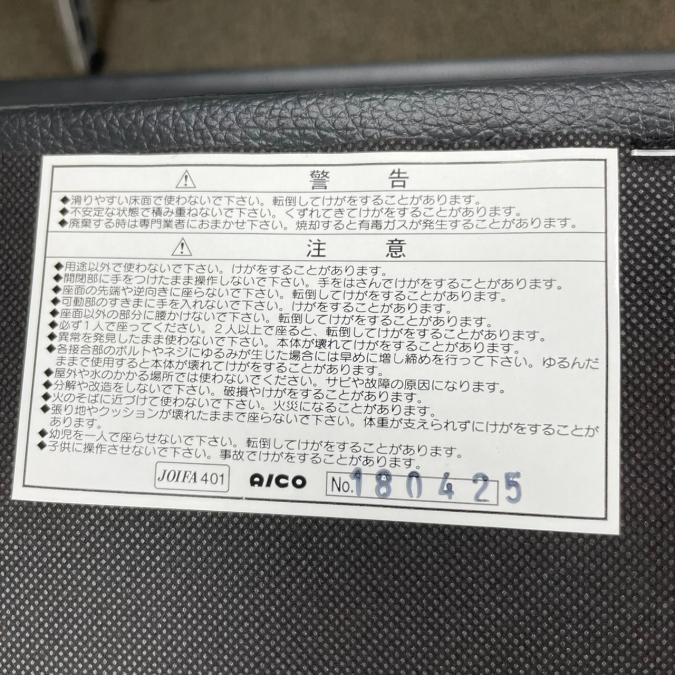 ⚠ 警告
◆滑りやすい床面で使わないで下さい。転倒してけがをすることがあります。
◆不安定な状態で積み重ねないで下さい。くずれてきてけがをすることがあります。
◆廃棄する時は専門業者におまかせ下さい。焼却すると有毒ガスが発生することがあります。
⚠ 注意
◆用途以外で使わないで下さい。けがをすることがあります。
◆開閉部に手をつけたまま操作しないで下さい。手をはさんでけがをすることがあります。
◆座面の先端や逆向きに座らないで下さい。転倒してけがをすることがあります。
◆可動部のすきまに手を入れないで下さい。けがをすることがあります。
◆座面以外の部分に腰かけないで下さい。転倒してけがをすることがあります。
◆必ず1人で座ってください。2人以上で座ると、転倒してけがをすることがあります。
◆異常を発見したまま使わないで下さい。本体が壊れてけがをすることがあります。
◆各接合部のボルトやネジにゆるみが生じた場合には早めに増し締めを行って下さい。ゆるんだ
ままで使用すると本体が壊れてけがをすることがあります。
◆屋外や水のかかる場所では使わないでください。サビや故障の原因になります。
◆分解や改造をしないで下さい。破損やけがをすることがあります。
◆火のそばに近づけて使わないで下さい。火災になることがあります。
◆張り地やクッションが壊れたままで座らないで下さい。体重が支えられずにけがをすることが
あります。
◆幼児を一人で座らせないで下さい。転倒してけがをすることがあります。
◆子供に操作させないで下さい。事故でけがをすることがあります。
JOIFA 401 AICO No. 180425